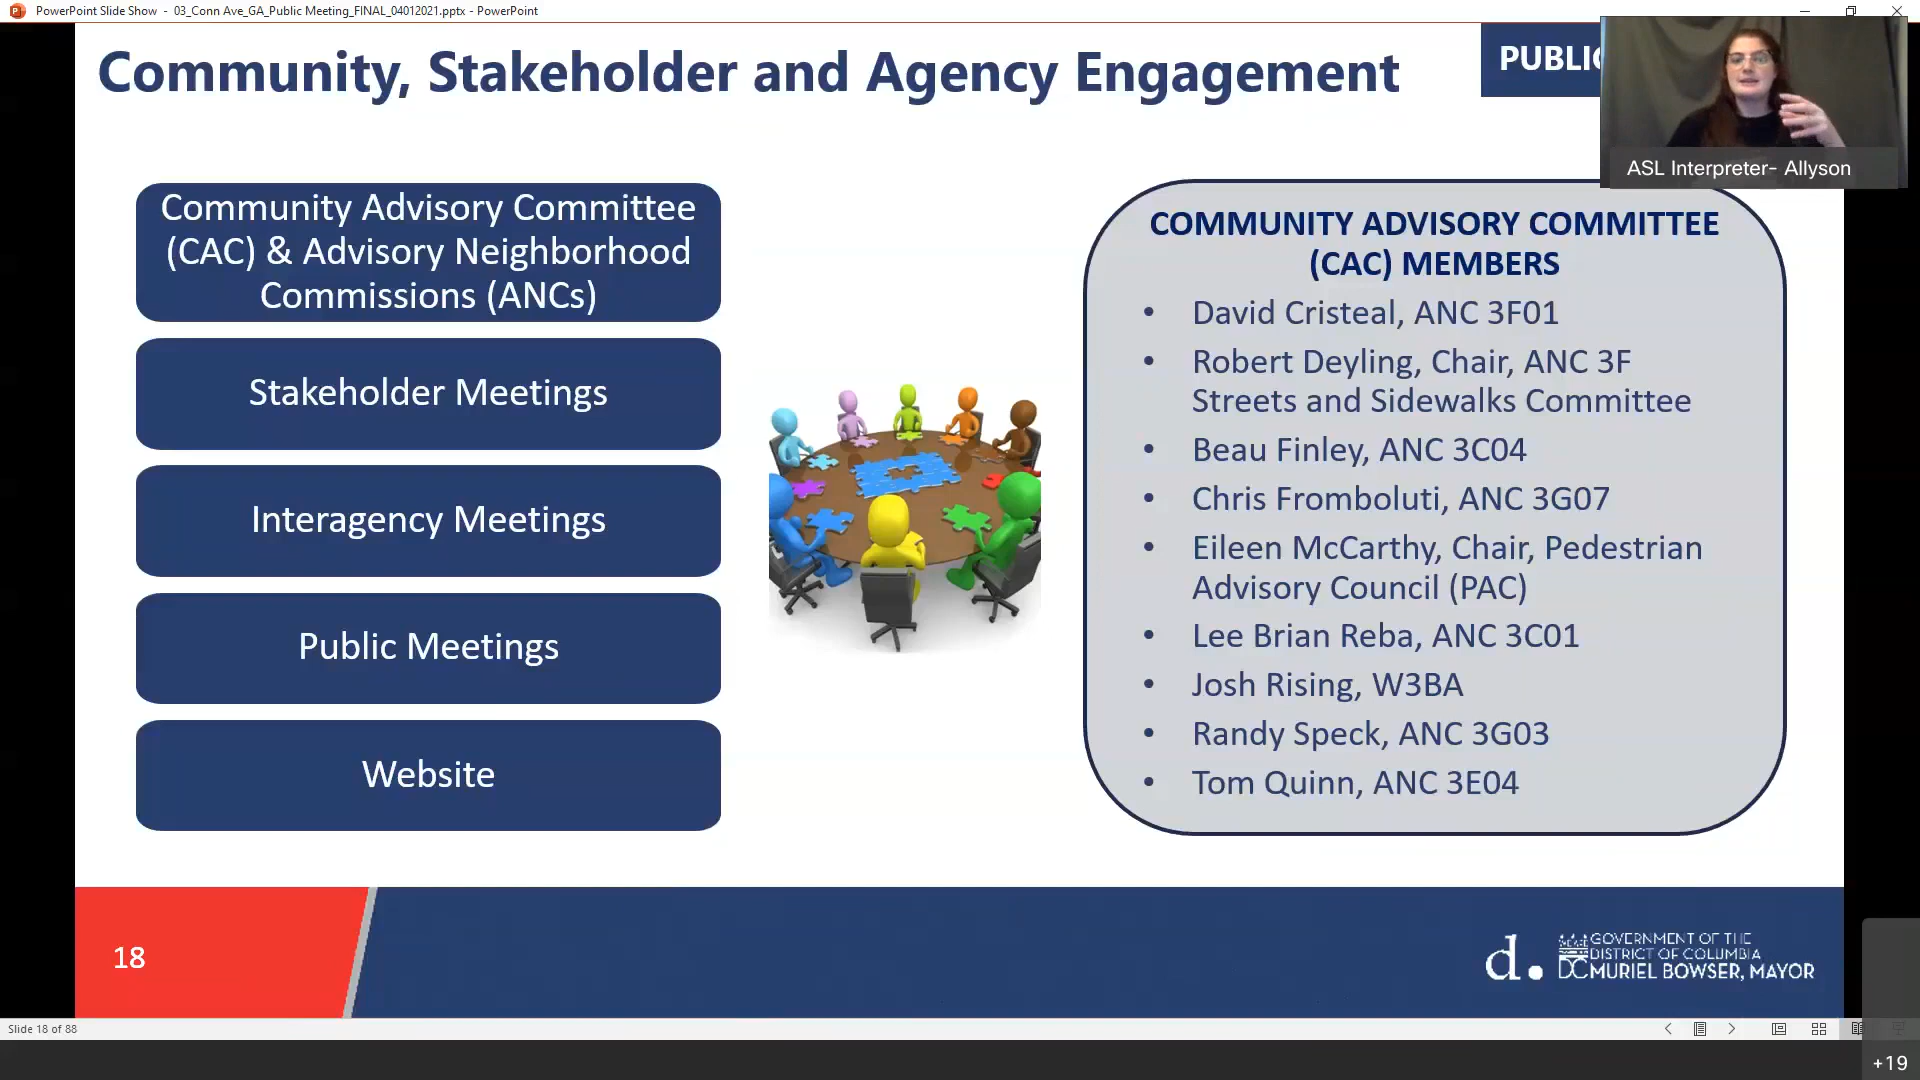 PowerPoint Slide Show - 03_Conn Ave_GA_Public Meeting_FINAL_04012021.pptx - PowerPoint
Community, Stakeholder and Agency Engagement
PUBLIC
ASL Interpreter- Allyson
Community Advisory Committee
(CAC) & Advisory Neighborhood
Commissions (ANCs)
Stakeholder Meetings
Interagency Meetings
Public Meetings
Website
COMMUNITY ADVISORY COMMITTEE
(CAC) MEMBERS
• David Cristeal, ANC 3F01
• Robert Deyling, Chair, ANC 3F
Streets and Sidewalks Committee
• Beau Finley, ANC 3C04
• Chris Fromboluti, ANC 3G07
• Eileen McCarthy, Chair, Pedestrian
Advisory Council (PAC)
• Lee Brian Reba, ANC 3C01
• Josh Rising, W3BA
• Randy Speck, ANC 3G03
• Tom Quinn, ANC 3E04
18
d.
GOVERNMENT OF THE
DISTRICT OF COLUMBIA
DC MURIEL BOWSER, MAYOR
Slide 18 of 88
+19